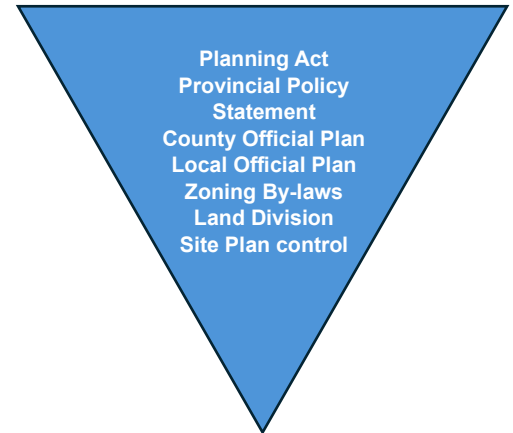 Planning Act
Provincial Policy
Statement
County Official Plan
Local Official Plan
Zoning By-laws
Land Division
Site Plan control